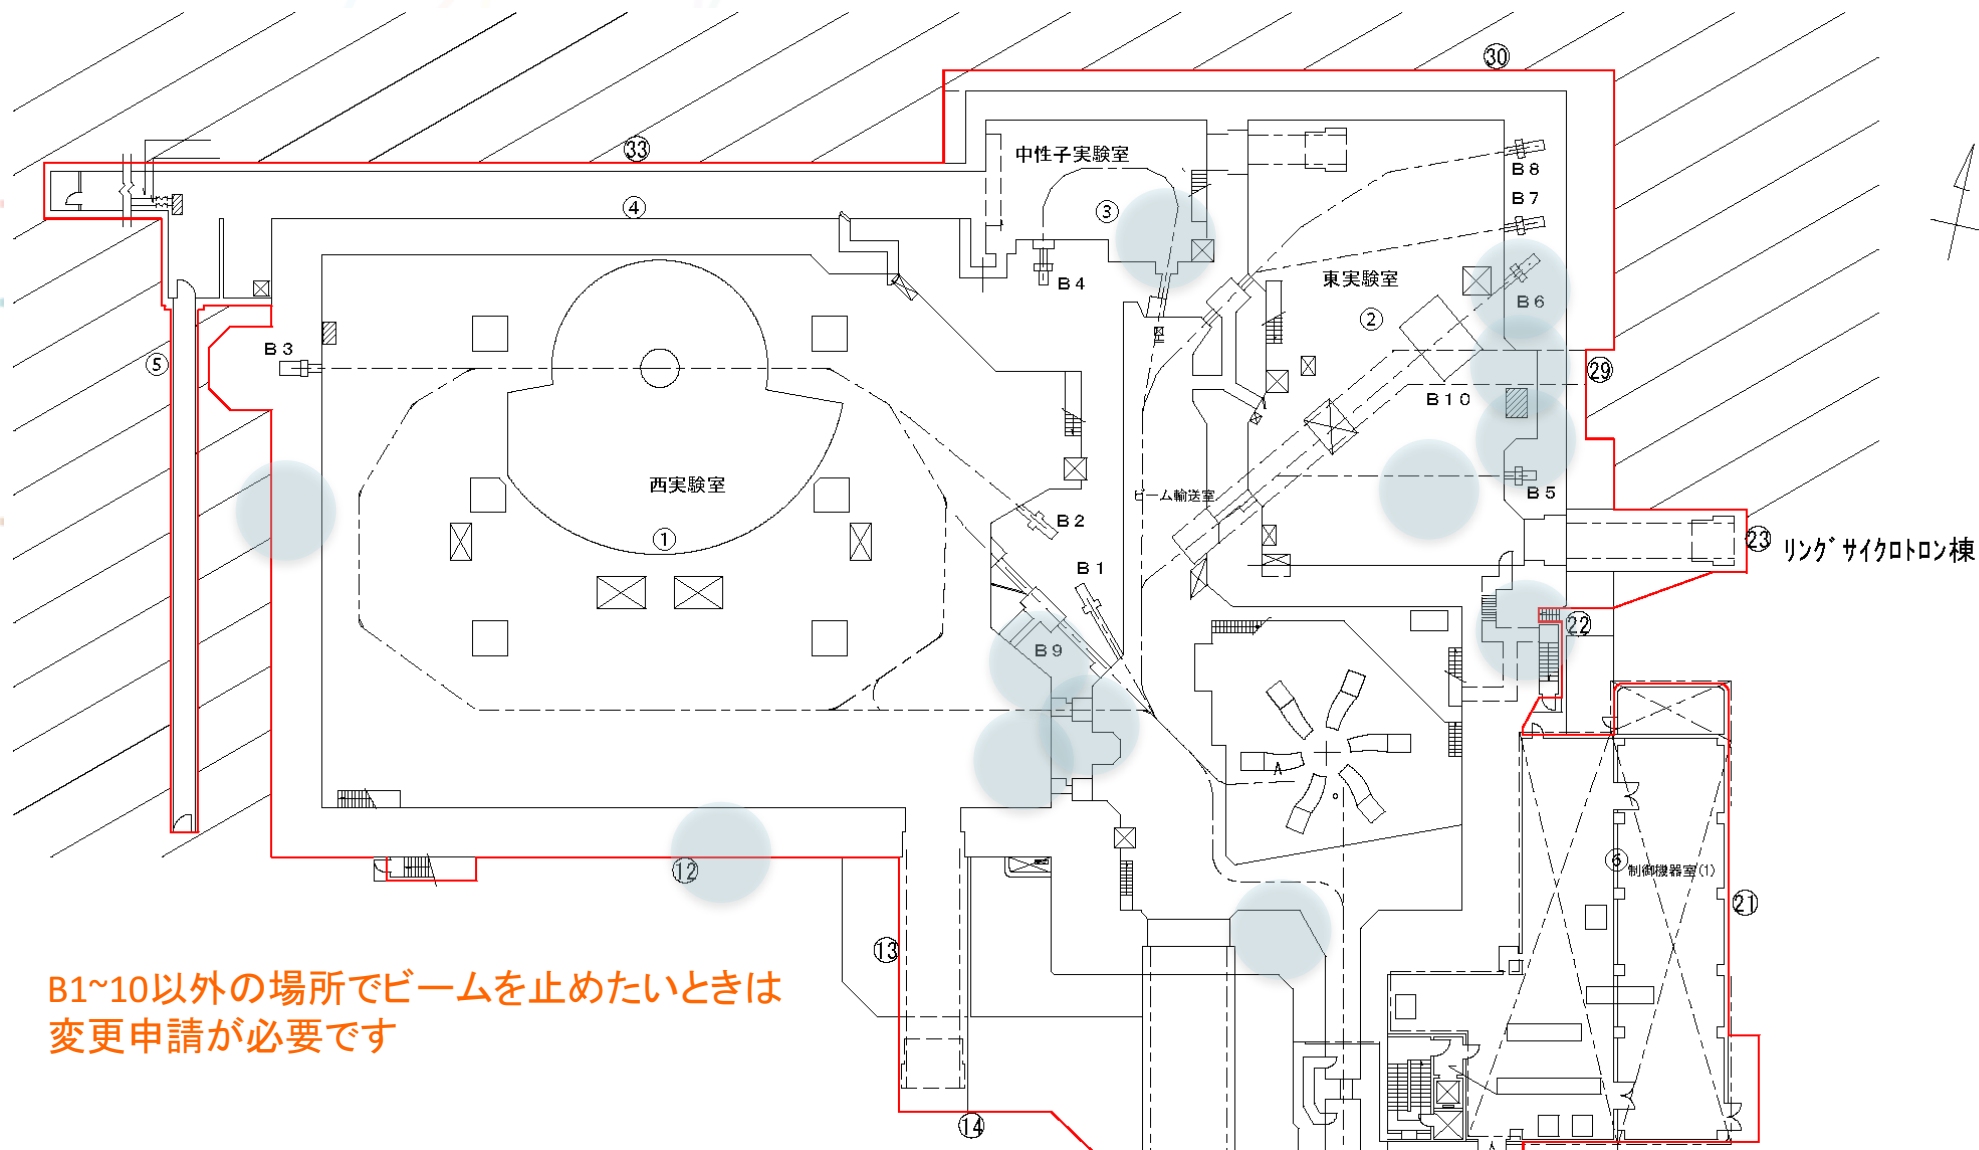 30
33
中性子実験室
B8
B7
④
③
B4
東実験室
B6
②
B3
⑤
29
B10
西実験室
ビーム輸送室
B5
B2
①
23
リングサイクロトロン棟
B1
22
B9
A
⑥
制御機器室(1)
12
21
13
B1~10以外の場所でビームを止めたいときは
変更申請が必要です
14